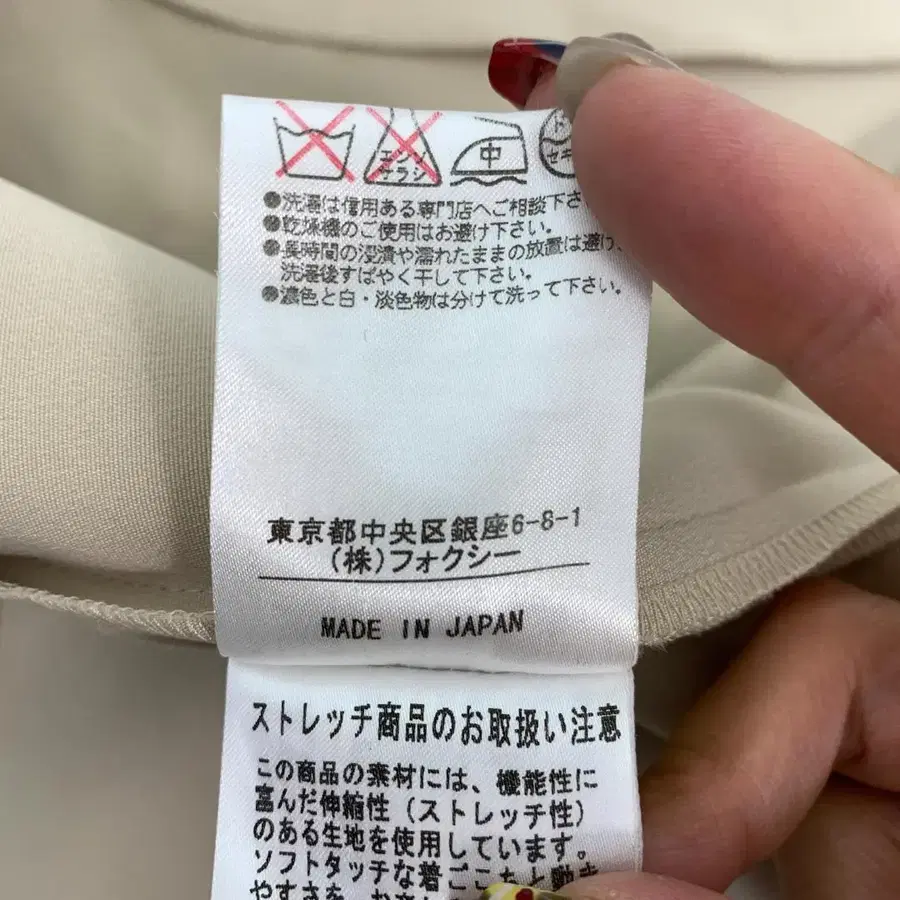 エンソ
サラシ
中
ド
セキ
●洗濯は信用ある専門店へご相談下さ
●乾燥機のご使用はお避け下さい。
●長時間の浸漬や濡れたままの放置は避け、
洗濯後すばやく干して下さい。
●濃色と白・淡色物は分けて洗って下さい。
東京都中央区銀座6-8-1
(株)フォクシー
MADE IN JAPAN
ストレッチ商品のお取扱い注意
この商品の素材には、機能性に
富んだ伸縮性(ストレッチ性)
のある生地を使用しています。
ソフトタッチな着ごこちと動き
やすさを